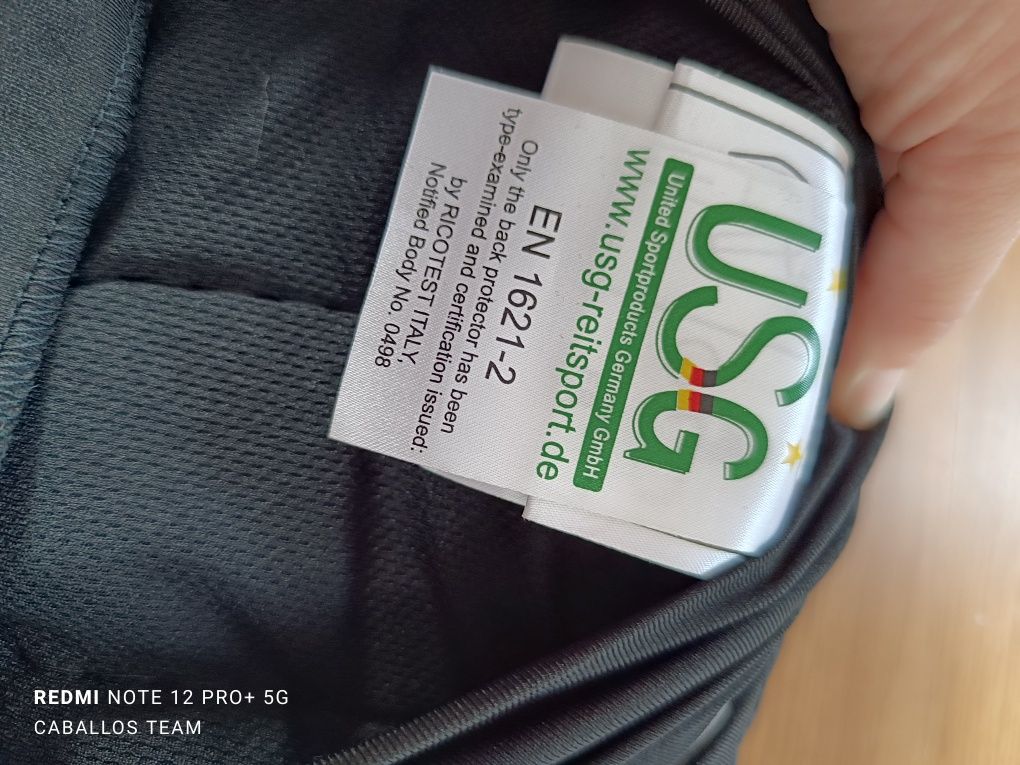 USG
United Sportproducts Germany GmbH
www.usg-reitsport.de
EN 1621-2
Only the back protector has been
type-examined and certification issued:
by RICOTEST ITALY,
Notified Body No. 0498
REDMI NOTE 12 PRO+ 5G
CABALLOS TEAM